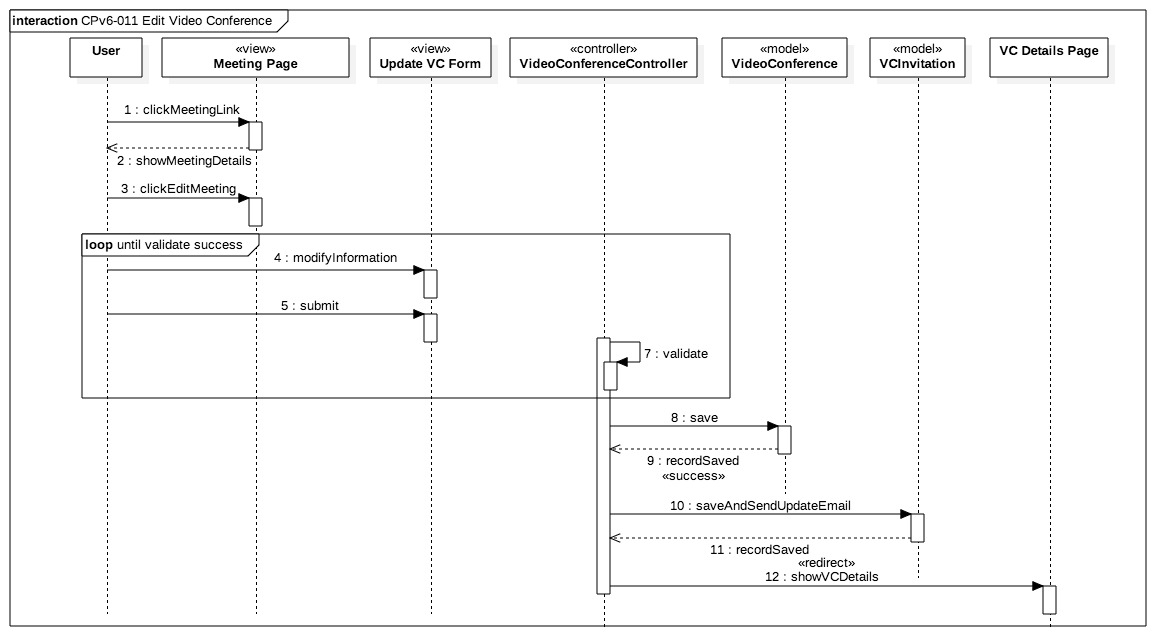 interaction CPv6-011 Edit Video Conference
User
«view»
Meeting Page
«view»
Update VC Form
«controller»
VideoConferenceController
«model»
VideoConference
«model»
VCInvitation
VC Details Page
1 : clickMeetingLink
2 : showMeetingDetails
3 : clickEditMeeting
loop until validate success
4 : modifyInformation
5 : submit
7 : validate
8 : save
9 : recordSaved
«success»
10 : saveAndSendUpdateEmail
11 : recordSaved
«redirect»
12 : showVCDetails